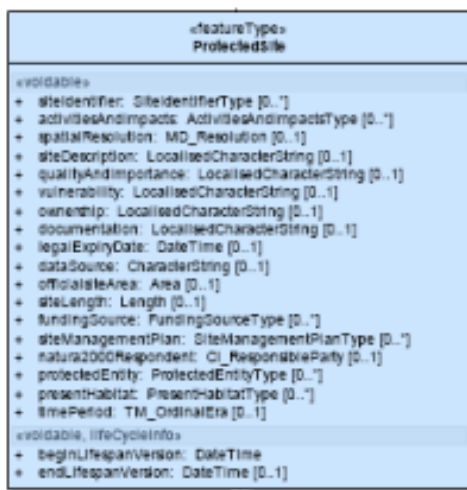 «featureType»
ProtectedSite
«voidable»
+ siteIdentifier: SiteIdentifierType [0..*]
+ activitiesAndImpacts: ActivitiesAndImpactsType [0..*]
+ spatialResolution: MD_Resolution [0..1]
+ siteDescription: LocalisedCharacterString [0..1]
+ qualityAndImportance: LocalisedCharacterString [0..1]
+ vulnerability: LocalisedCharacterString [0..1]
+ ownership: LocalisedCharacterString [0..1]
+ documentation: LocalisedCharacterString [0..1]
+ legalExpiryDate: DateTime [0..1]
+ dataSource: CharacterString [0..1]
+ officialSiteArea: Area [0..1]
+ siteLength: Length [0..1]
+ fundingSource: FundingSourceType [0..*]
+ siteManagementPlan: SiteManagementPlanType [0..*]
+ natura2000Respondent: CI_ResponsibleParty [0..1]
+ protectedEntity: ProtectedEntityType [0..*]
+ presentHabitat: PresentHabitatType [0..*]
+ timePeriod: TM_OrdinalEra [0..1]
«voidable, lifeCycleInfo»
+ beginLifespanVersion: DateTime
+ endLifespanVersion: DateTime [0..1]